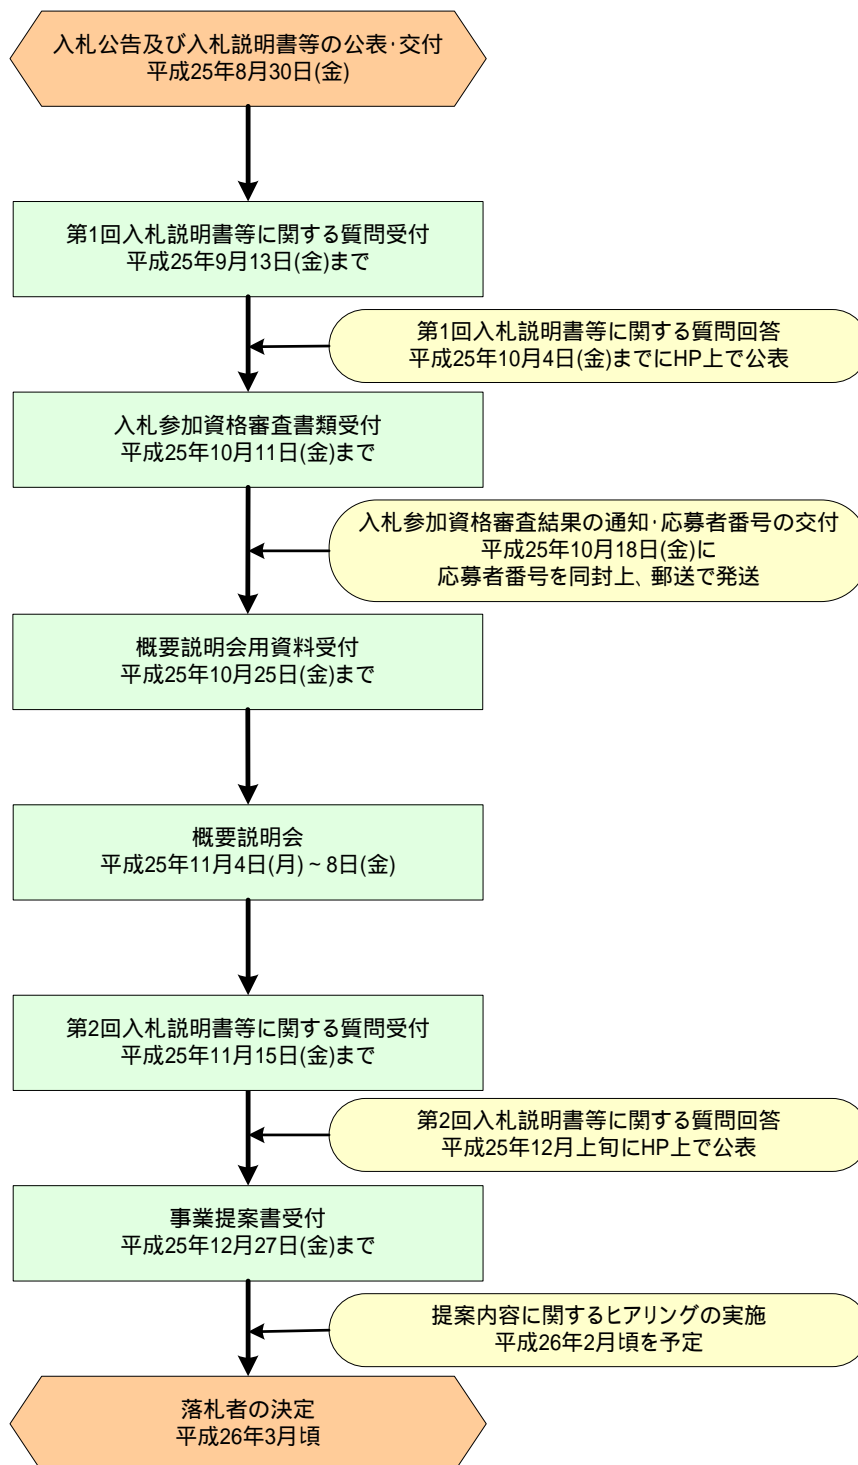 入札公告及び入札説明書等の公表・交付
平成25年8月30日(金)
第1回入札説明書等に関する質問受付
平成25年9月13日(金)まで
第1回入札説明書等に関する質問回答
平成25年10月4日(金)までにHP上で公表
入札参加資格審査書類受付
平成25年10月11日(金)まで
入札参加資格審査結果の通知・応募者番号の交付
平成25年10月18日(金)に
応募者番号を同封上、郵送で発送
概要説明会用資料受付
平成25年10月25日(金)まで
概要説明会
平成25年11月4日(月) ~ 8日(金)
第2回入札説明書等に関する質問受付
平成25年11月15日(金)まで
第2回入札説明書等に関する質問回答
平成25年12月上旬にHP上で公表
事業提案書受付
平成25年12月27日(金)まで
提案内容に関するヒアリングの実施
平成26年2月頃を予定
落札者の決定
平成26年3月頃